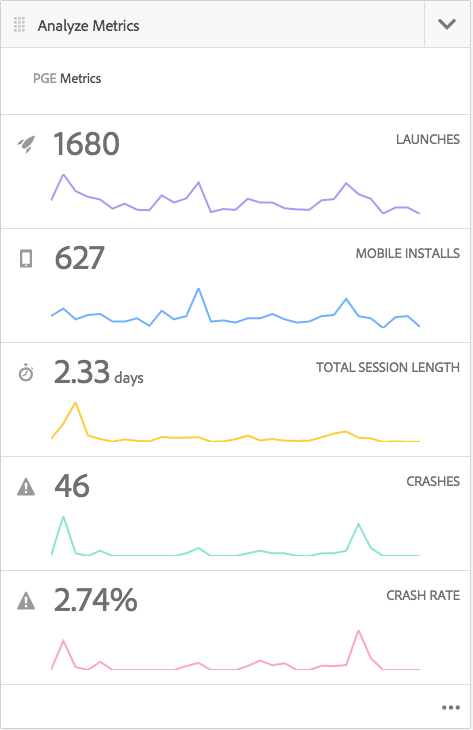 Analyze Metrics
PGE Metrics
1680 LAUNCHES
627 MOBILE INSTALLS
2.33 days TOTAL SESSION LENGTH
46 CRASHES
2.74% CRASH RATE